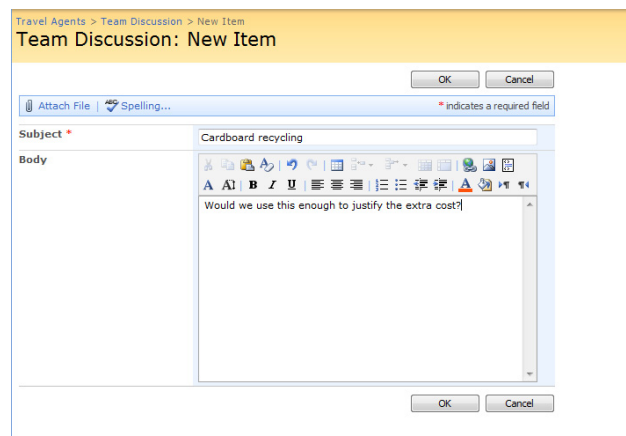 Travel Agents > Team Discussion > New Item
Team Discussion: New Item
OK Cancel
Attach File | Spelling...
* indicates a required field
Subject *
Cardboard recycling
Body
A A B I U A
Would we use this enough to justify the extra cost?
OK Cancel